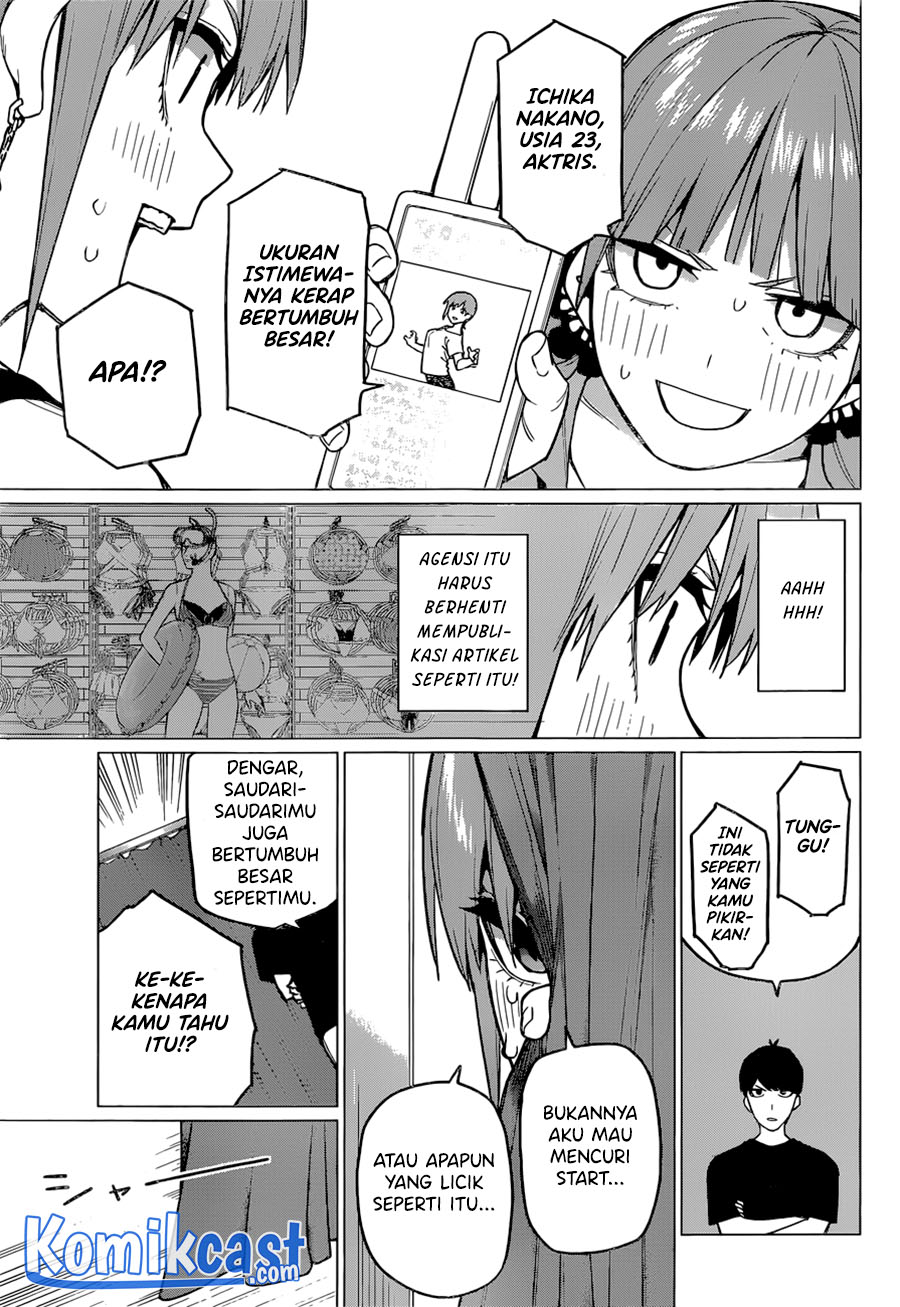 ICHIKA
NAKANO,
USIA 23,
AKTRIS.
UKURAN
ISTIMEWA-
NYA KERAP
BERTUMBUH
BESAR!
APA!?
AAHH
HHH!
AGENSI ITU
HARUS
BERHENTI
MEMPUBLI-
KASI ARTIKEL
SEPERTI ITU!
TUNG-
GU!
INI
TIDAK
SEPERTI
YANG
KAMU
PIKIR-
KAN!
BUKANNYA
AKU MAU
MENCURI
START...
ATAU APAPUN
YANG LICIK
SEPERTI ITU...
DENGAR,
SAUDARI-
SAUDARIMU
JUGA
BERTUMBUH
BESAR
SEPERTIMU.
KE-KE-
KENAPA
KAMU TAHU
ITU!?
シャー
Komikcast
.com